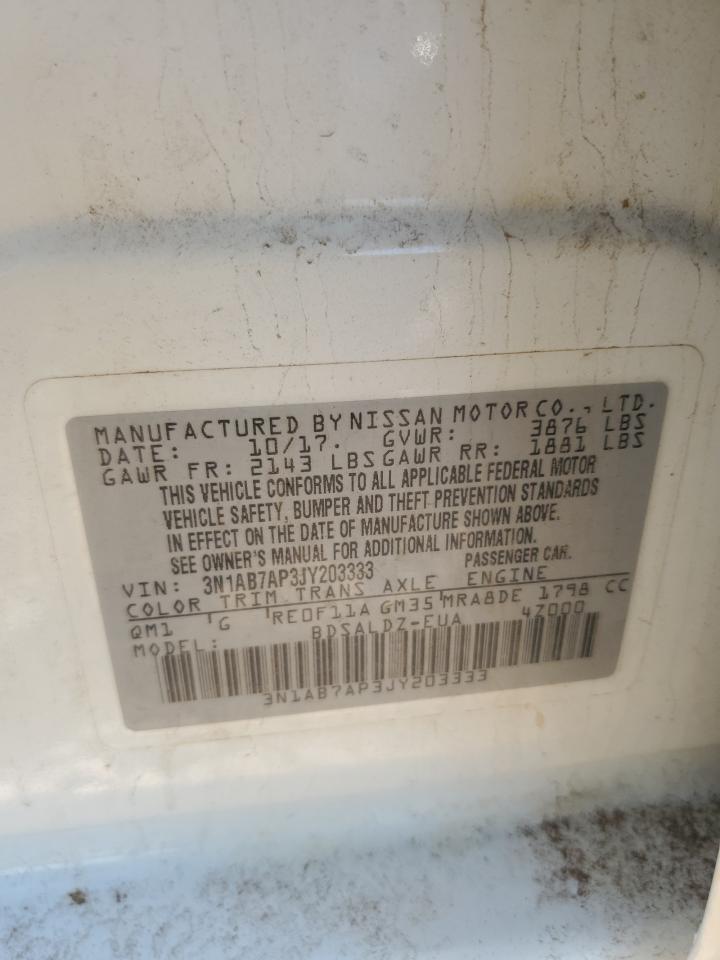 MANUFACTURED BY NISSAN MOTOR CO., LTD.
DATE: 10/17. GVWR: 3876 LBS
GAWR FR: 2143 LBS GAWR RR: 1881 LBS
THIS VEHICLE CONFORMS TO ALL APPLICABLE FEDERAL MOTOR
VEHICLE SAFETY, BUMPER AND THEFT PREVENTION STANDARDS
IN EFFECT ON THE DATE OF MANUFACTURE SHOWN ABOVE.
SEE OWNER'S MANUAL FOR ADDITIONAL INFORMATION.
VIN: 3N1AB7AP3JY203333 PASSENGER CAR.
COLOR TRIM TRANS AXLE ENGINE
QM1 G RE0F11A GM35 MRA8DE 1798 CC
MODEL: BDSALDZ-EUA 4Z000
3N1AB7AP3JY203333